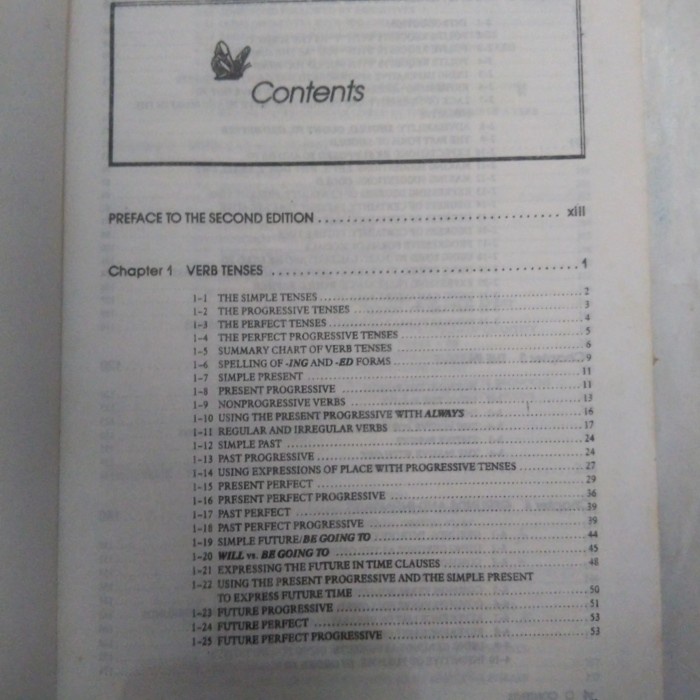 Contents
PREFACE TO THE SECOND EDITION ................................ xiii
Chapter 1 VERB TENSES ........................................ 1
1-1 THE SIMPLE TENSES ........................................ 2
1-2 THE PROGRESSIVE TENSES ........................................ 3
1-3 THE PERFECT TENSES ........................................ 4
1-4 THE PERFECT PROGRESSIVE TENSES ........................................ 5
1-5 SUMMARY CHART OF VERB TENSES ........................................ 6
1-6 SPELLING OF -ING AND -ED FORMS ........................................ 9
1-7 SIMPLE PRESENT ........................................ 11
1-8 PRESENT PROGRESSIVE ........................................ 11
1-9 NONPROGRESSIVE VERBS ........................................ 13
1-10 USING THE PRESENT PROGRESSIVE WITH ALWAYS ........................................ 16
1-11 REGULAR AND IRREGULAR VERBS ........................................ 17
1-12 SIMPLE PAST ........................................ 24
1-13 PAST PROGRESSIVE ........................................ 24
1-14 USING EXPRESSIONS OF PLACE WITH PROGRESSIVE TENSES ........................................ 27
1-15 PRESENT PERFECT ........................................ 29
1-16 PRESENT PERFECT PROGRESSIVE ........................................ 36
1-17 PAST PERFECT ........................................ 39
1-18 PAST PERFECT PROGRESSIVE ........................................ 39
1-19 SIMPLE FUTURE/BE GOING TO ........................................ 44
1-20 WILL vs. BE GOING TO ........................................ 45
1-21 EXPRESSING THE FUTURE IN TIME CLAUSES ........................................ 48
1-22 USING THE PRESENT PROGRESSIVE AND THE SIMPLE PRESENT
TO EXPRESS FUTURE TIME ........................................ 50
1-23 FUTURE PROGRESSIVE ........................................ 51
1-24 FUTURE PERFECT ........................................ 53
1-25 FUTURE PERFECT PROGRESSIVE ........................................ 53